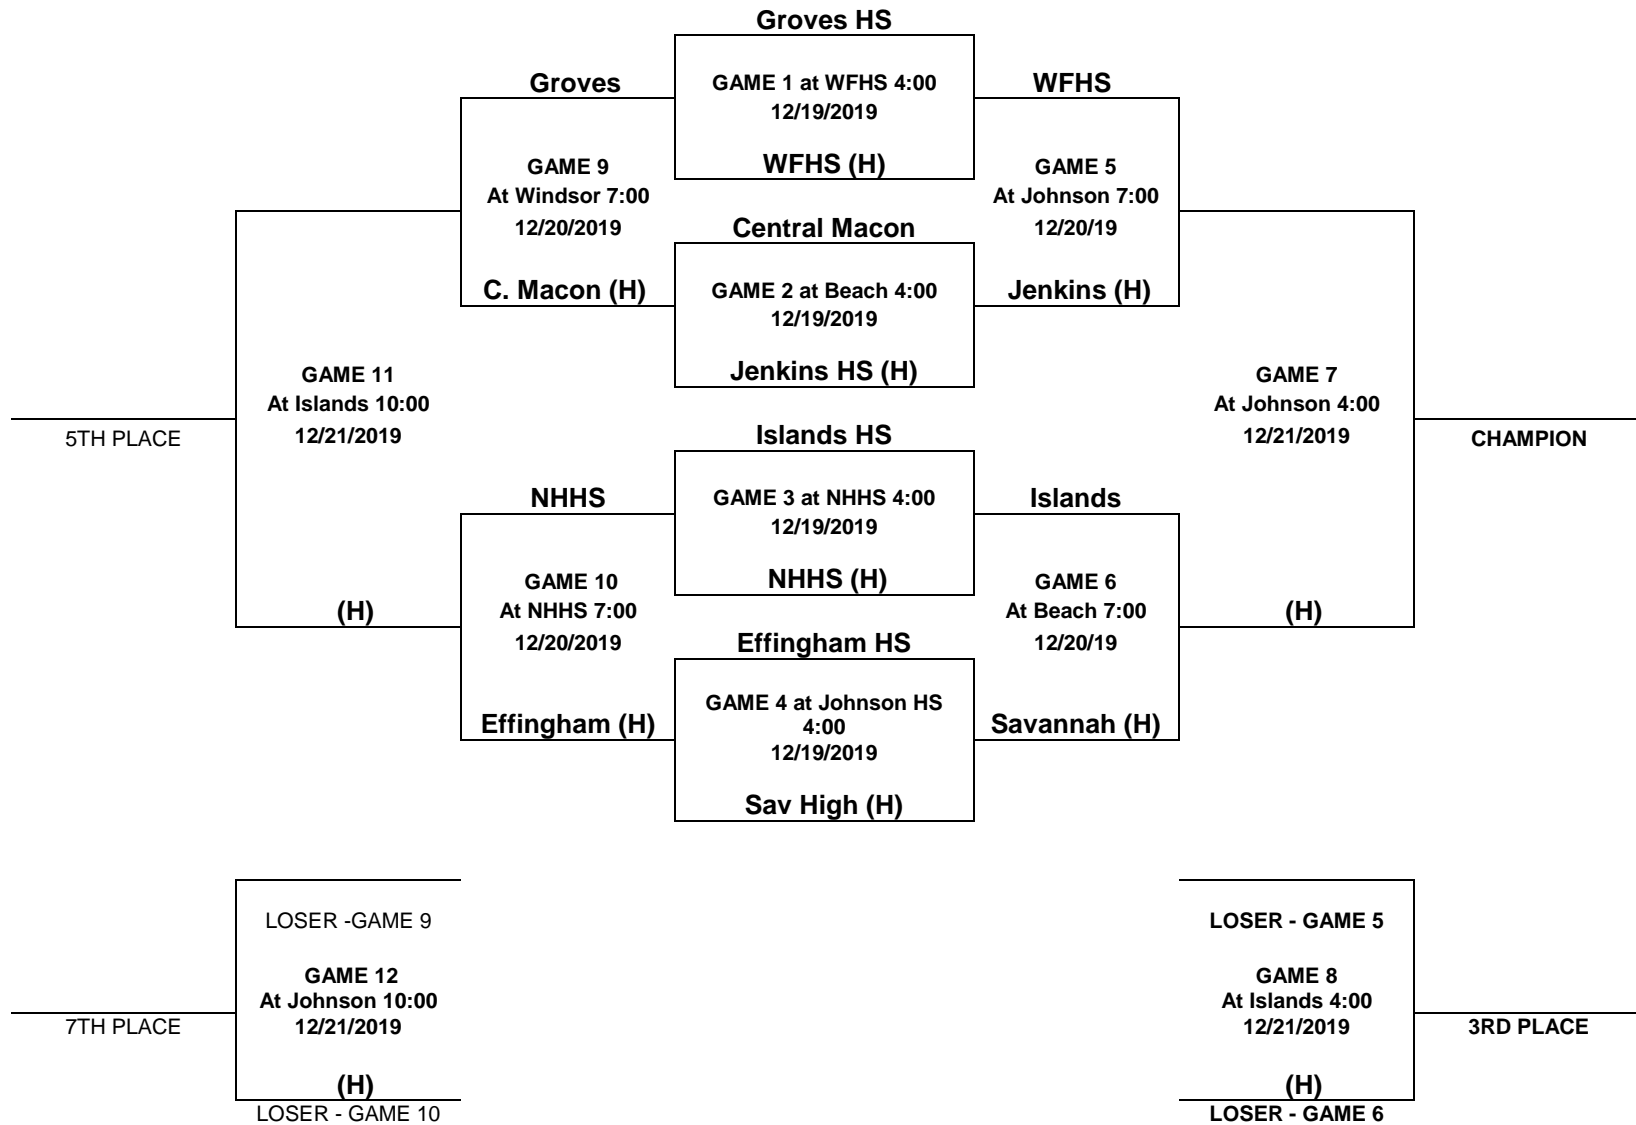 Groves HS
Groves
GAME 1 at WFHS 4:00
12/19/2019
WFHS
WFHS (H)
GAME 9
At Windsor 7:00
12/20/2019
GAME 5
At Johnson 7:00
12/20/19
Central Macon
C. Macon (H)
GAME 2 at Beach 4:00
12/19/2019
Jenkins (H)
Jenkins HS (H)
GAME 11
At Islands 10:00
12/21/2019
GAME 7
At Johnson 4:00
12/21/2019
5TH PLACE
CHAMPION
Islands HS
NHHS
GAME 3 at NHHS 4:00
12/19/2019
Islands
NHHS (H)
GAME 10
At NHHS 7:00
12/20/2019
GAME 6
At Beach 7:00
12/20/19
(H)
(H)
Effingham HS
Effingham (H)
GAME 4 at Johnson HS
4:00
12/19/2019
Savannah (H)
Sav High (H)
LOSER -GAME 9
GAME 12
At Johnson 10:00
12/21/2019
7TH PLACE
(H)
LOSER - GAME 10
LOSER - GAME 5
GAME 8
At Islands 4:00
12/21/2019
3RD PLACE
(H)
LOSER - GAME 6